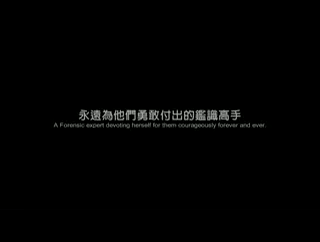 永遠為他們勇敢付出的鑑識高手
A Forensic expert devoting herself for them courageously forever and ever.